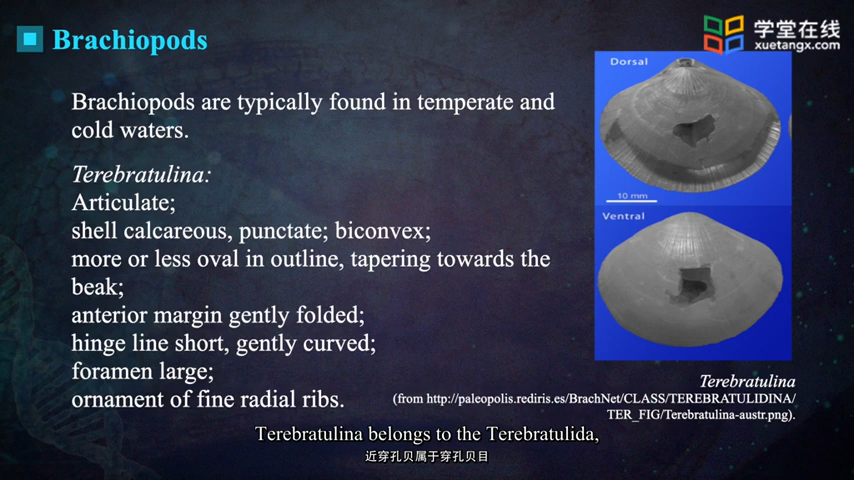 Brachiopods
学堂在线
xuetangx.com
Brachiopods are typically found in temperate and
cold waters.
Terebratulina:
Articulate;
shell calcareous, punctate; biconvex;
more or less oval in outline, tapering towards the
beak;
anterior margin gently folded;
hinge line short, gently curved;
foramen large;
ornament of fine radial ribs.
Dorsal
10 mm
Ventral
Terebratulina
(from http://paleopolis.rediris.es/BrachNet/CLASS/TEREBRATULIDINA/
TER_FIG/Terebratulina-austr.png).
Terebratulina belongs to the Terebratulida,
近穿孔贝属于穿孔贝目